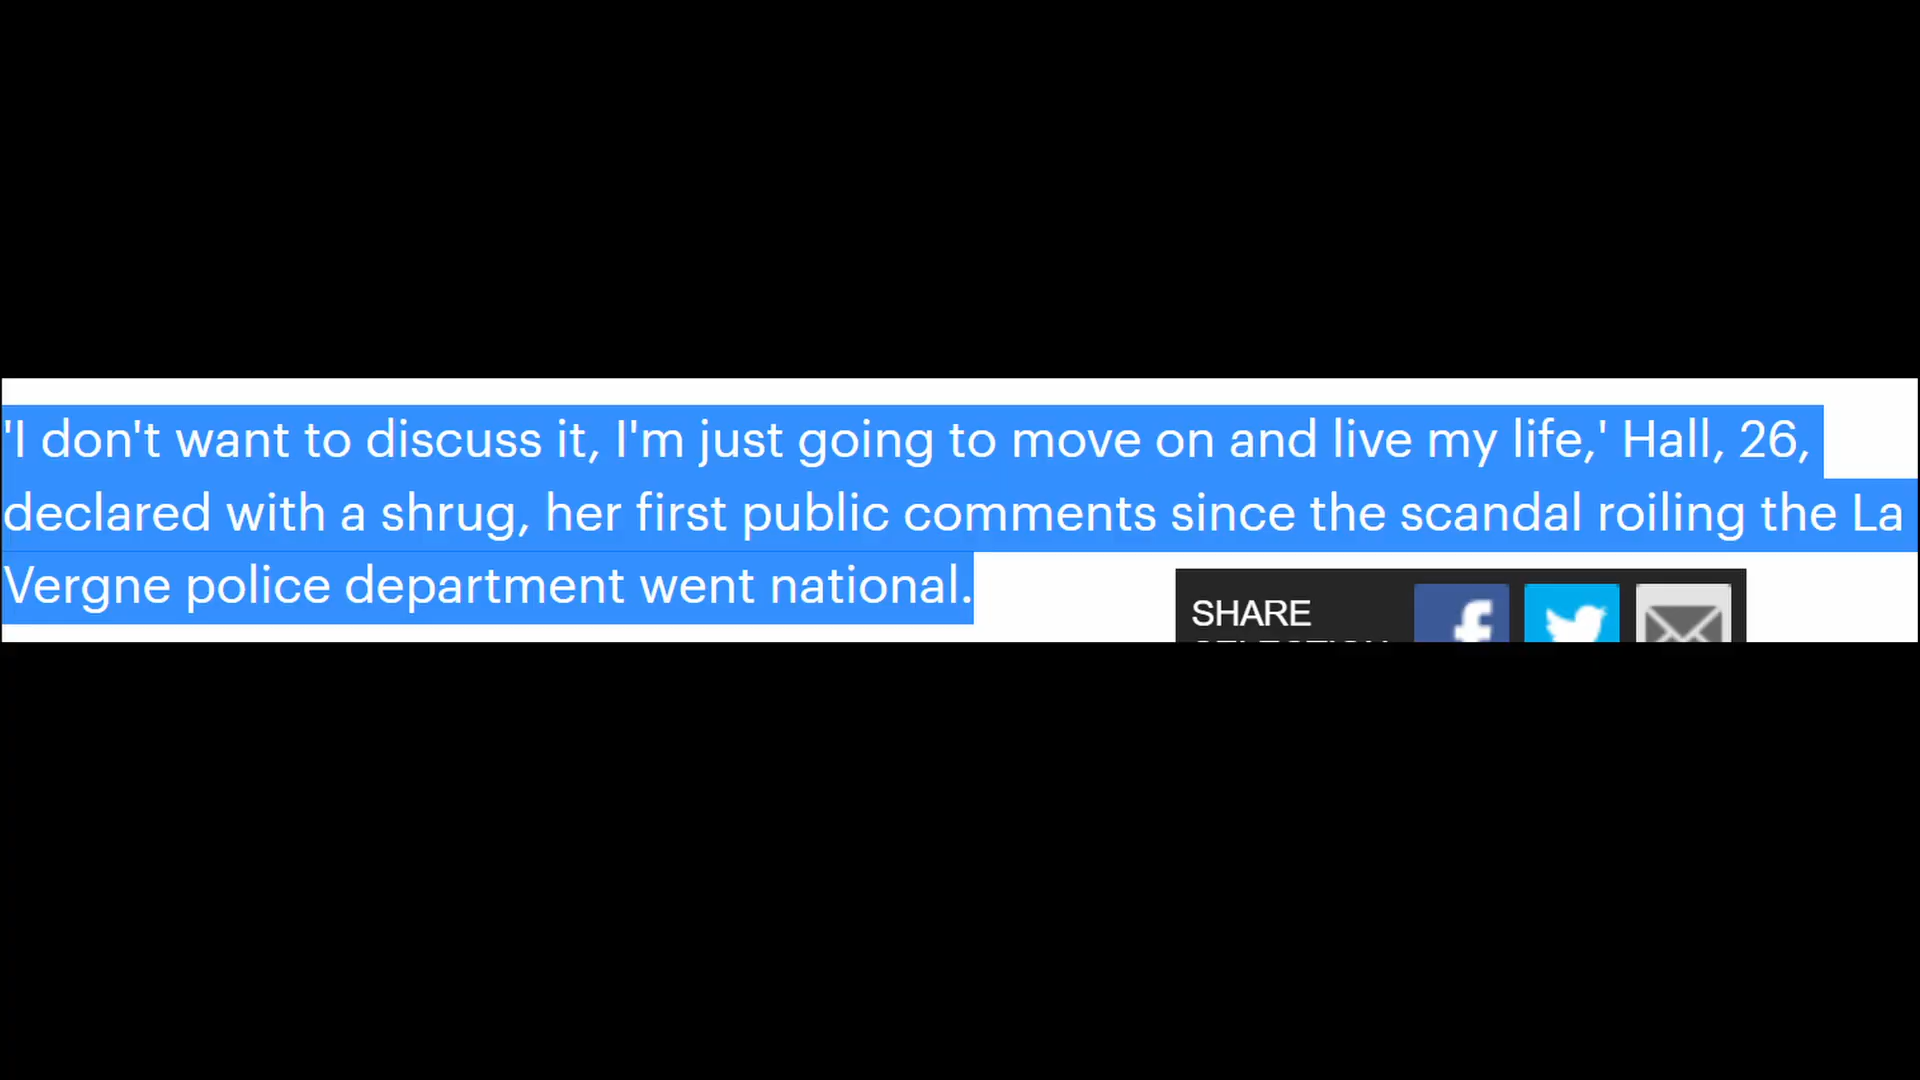 'I don't want to discuss it, I'm just going to move on and live my life,' Hall, 26,
declared with a shrug, her first public comments since the scandal roiling the La
Vergne police department went national.
SHARE